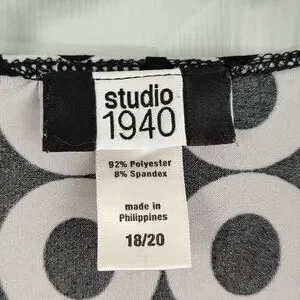 studio
1940
92% Polyester
8% Spandex
made in
Philippines
18/20